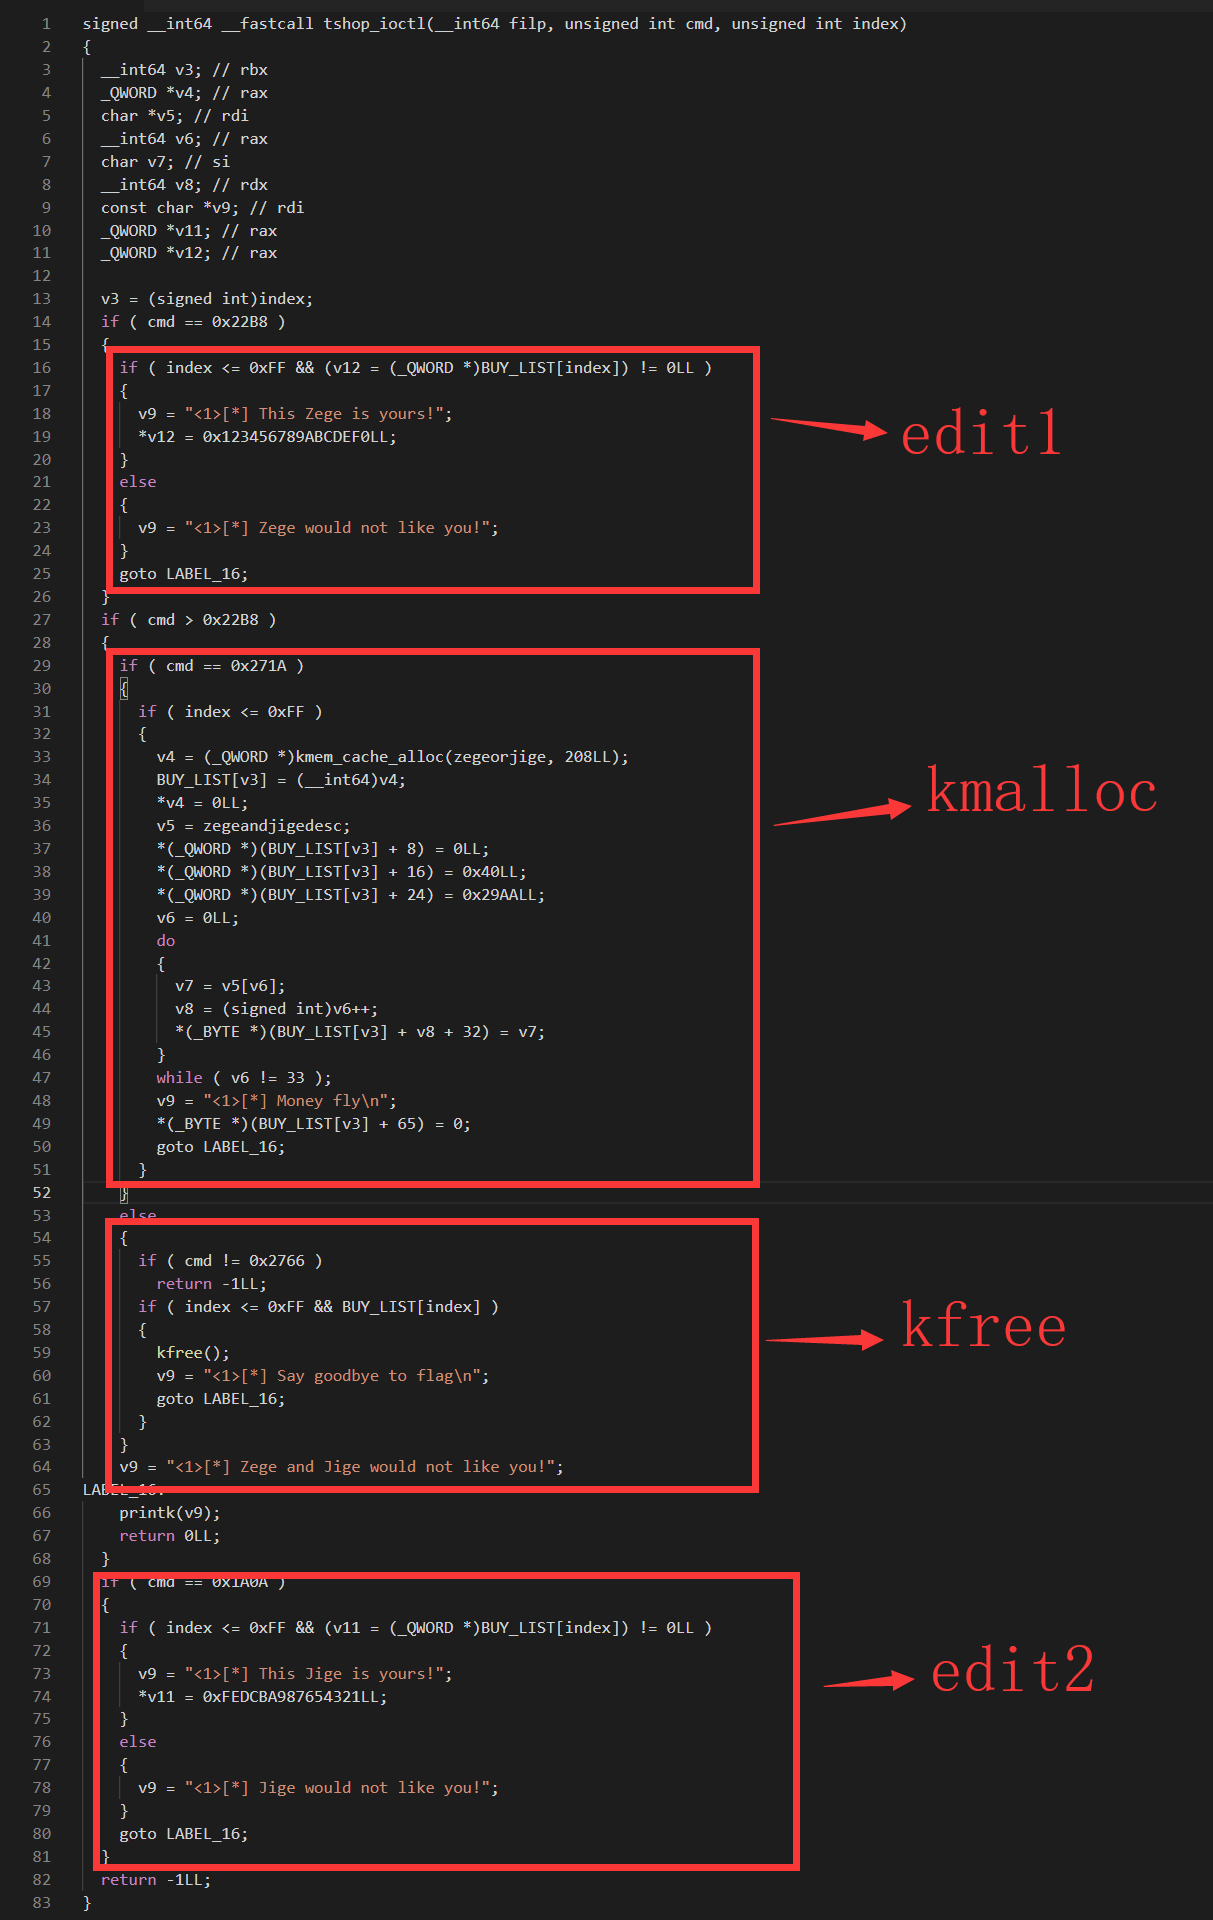 1 signed __int64 __fastcall tshop_ioctl(__int64 filp, unsigned int cmd, unsigned int index)
2 {
3 __int64 v3; // rbx
4 _QWORD *v4; // rax
5 char *v5; // rdi
6 __int64 v6; // rax
7 char v7; // si
8 __int64 v8; // rdx
9 const char *v9; // rdi
10 _QWORD *v11; // rax
11 _QWORD *v12; // rax
12
13 v3 = (signed int)index;
14 if ( cmd == 0x22B8 )
15 {
16 if ( index <= 0xFF && (v12 = (_QWORD *)BUY_LIST[index]) != 0LL )
17 {
18 v9 = "<1>[*] This Zege is yours!";
19 *v12 = 0x123456789ABCDEF0LL;
edit1
20 }
21 else
22 {
23 v9 = "<1>[*] Zege would not like you!";
24 }
25 goto LABEL_16;
26 }
27 if ( cmd > 0x22B8 )
28 {
29 if ( cmd == 0x271A )
30 {
31 if ( index <= 0xFF )
32 {
33 v4 = (_QWORD *)kmem_cache_alloc(zegeorjige, 208LL);
34 BUY_LIST[v3] = (__int64)v4;
kmalloc
35 *v4 = 0LL;
36 v5 = zegeandjigedesc;
37 *(_QWORD *)(BUY_LIST[v3] + 8) = 0LL;
38 *(_QWORD *)(BUY_LIST[v3] + 16) = 0x40LL;
39 *(_QWORD *)(BUY_LIST[v3] + 24) = 0x29AALL;
40 v6 = 0LL;
41 do
42 {
43 v7 = v5[v6];
44 v8 = (signed int)v6++;
45 *(_BYTE *)(BUY_LIST[v3] + v8 + 32) = v7;
46 }
47 while ( v6 != 33 );
48 v9 = "<1>[*] Money fly\n";
49 *(_BYTE *)(BUY_LIST[v3] + 65) = 0;
50 goto LABEL_16;
51 }
52 }
53 else
54 {
55 if ( cmd != 0x2766 )
56 return -1LL;
57 if ( index <= 0xFF && BUY_LIST[index] )
58 {
kfree
59 kfree();
60 v9 = "<1>[*] Say goodbye to flag\n";
61 goto LABEL_16;
62 }
63 }
64 v9 = "<1>[*] Zege and Jige would not like you!";
65 LABEL_16:
66 printk(v9);
67 return 0LL;
68 }
69 if ( cmd == 0x1A0A )
70 {
71 if ( index <= 0xFF && (v11 = (_QWORD *)BUY_LIST[index]) != 0LL )
72 {
73 v9 = "<1>[*] This Jige is yours!";
edit2
74 *v11 = 0xFEDCBA987654321LL;
75 }
76 else
77 {
78 v9 = "<1>[*] Jige would not like you!";
79 }
80 goto LABEL_16;
81 }
82 return -1LL;
83 }